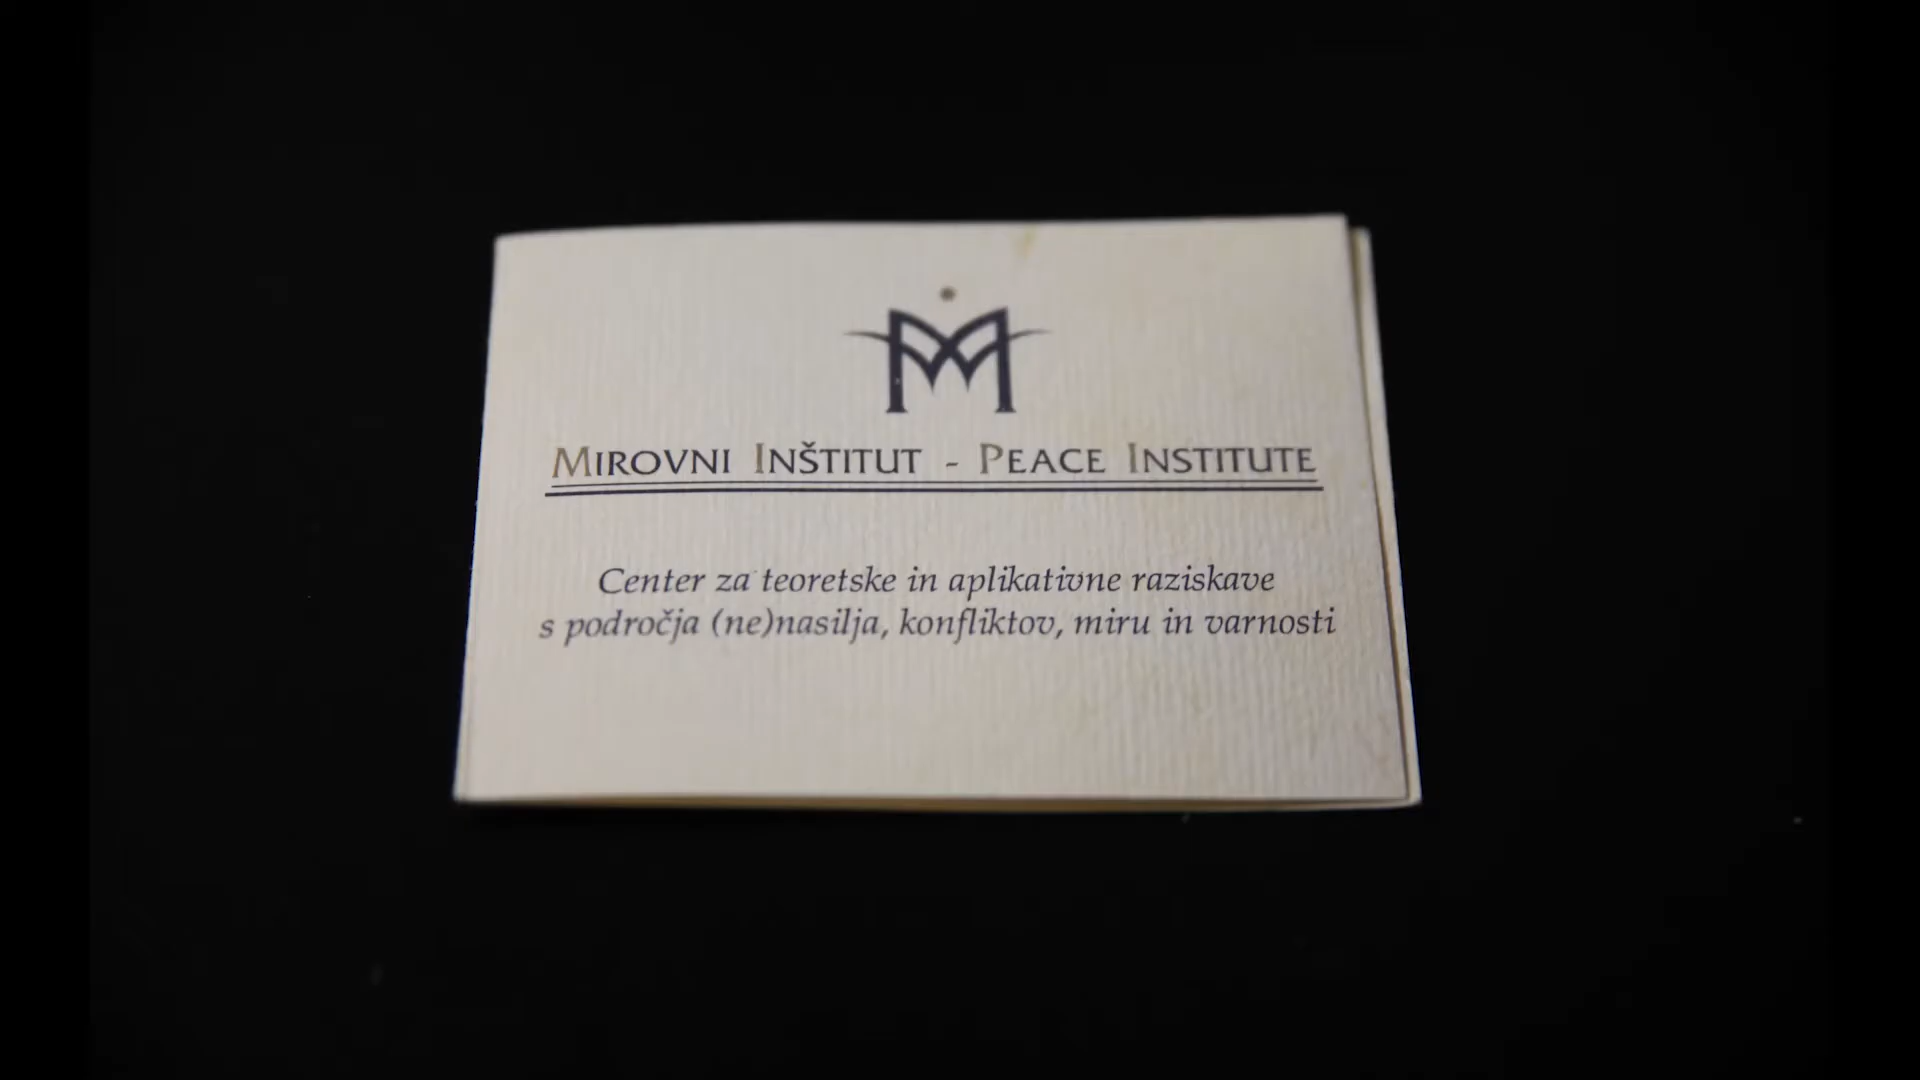 MIROVNI INŠTITUT - PEACE INSTITUTE
Center za teoretske in aplikativne raziskave
s področja (ne)nasilja, konfliktov, miru in varnosti